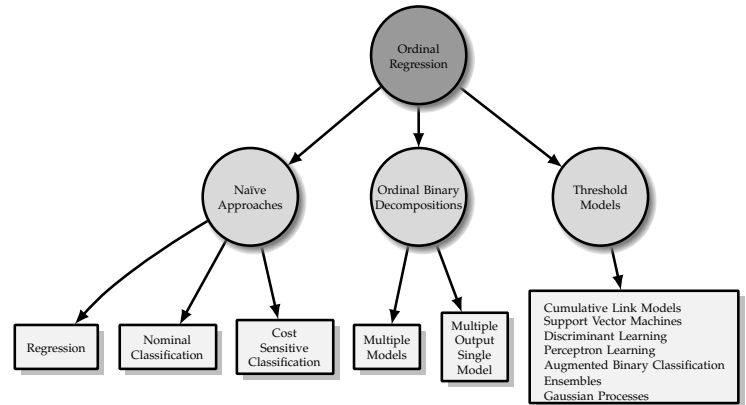 Ordinal
Regression
Naïve
Approaches
Ordinal Binary
Decompositions
Threshold
Models
Regression
Nominal
Classification
Cost
Sensitive
Classification
Multiple
Models
Multiple
Output
Single
Model
Cumulative Link Models
Support Vector Machines
Discriminant Learning
Perceptron Learning
Augmented Binary Classification
Ensembles
Gaussian Processes